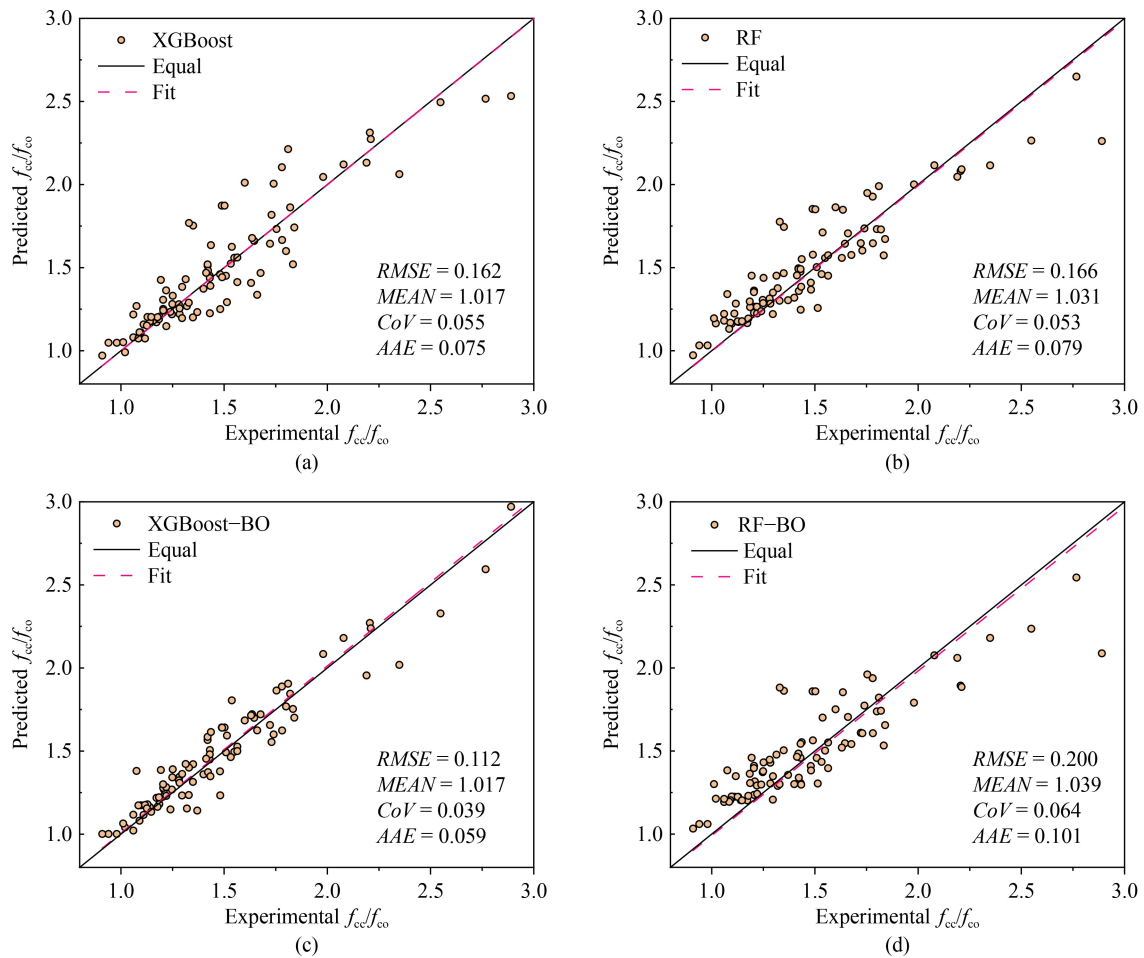 3.0
2.5
2.0
1.5
1.0
Predicted fcc/fco
XGBoost
Equal
Fit
RMSE = 0.162
MEAN = 1.017
CoV = 0.055
AAE = 0.075
1.0 1.5 2.0 2.5 3.0
Experimental fcc/fco
(a)
3.0
2.5
2.0
1.5
1.0
Predicted fcc/fco
RF
Equal
Fit
RMSE = 0.166
MEAN = 1.031
CoV = 0.053
AAE = 0.079
1.0 1.5 2.0 2.5 3.0
Experimental fcc/fco
(b)
3.0
2.5
2.0
1.5
1.0
Predicted fcc/fco
XGBoost−BO
Equal
Fit
RMSE = 0.112
MEAN = 1.017
CoV = 0.039
AAE = 0.059
1.0 1.5 2.0 2.5 3.0
Experimental fcc/fco
(c)
3.0
2.5
2.0
1.5
1.0
Predicted fcc/fco
RF−BO
Equal
Fit
RMSE = 0.200
MEAN = 1.039
CoV = 0.064
AAE = 0.101
1.0 1.5 2.0 2.5 3.0
Experimental fcc/fco
(d)